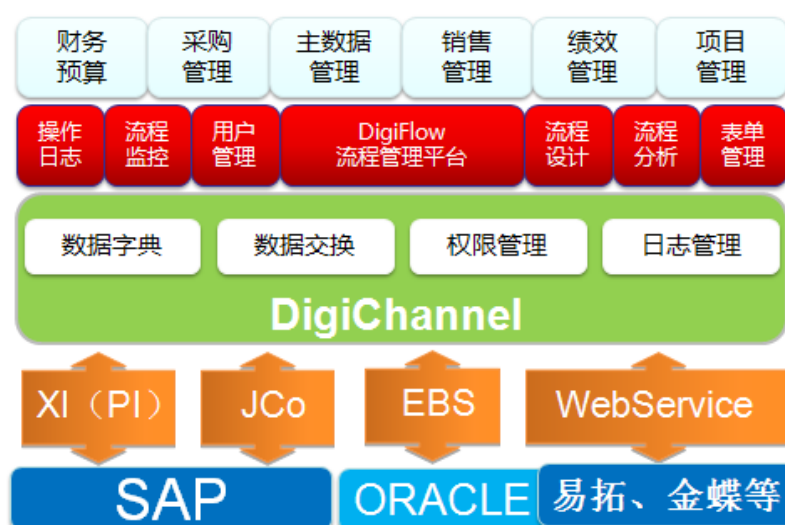 财务 采购 主数据 销售 绩效 项目
预算 管理 管理 管理 管理 管理
操作 流程 用户 DigiFlow 流程 流程 表单
日志 监控 管理 流程管理平台 设计 分析 管理
数据字典 数据交换 权限管理 日志管理
DigiChannel
XI（PI） JCo EBS WebService
SAP ORACLE 易拓、金蝶等